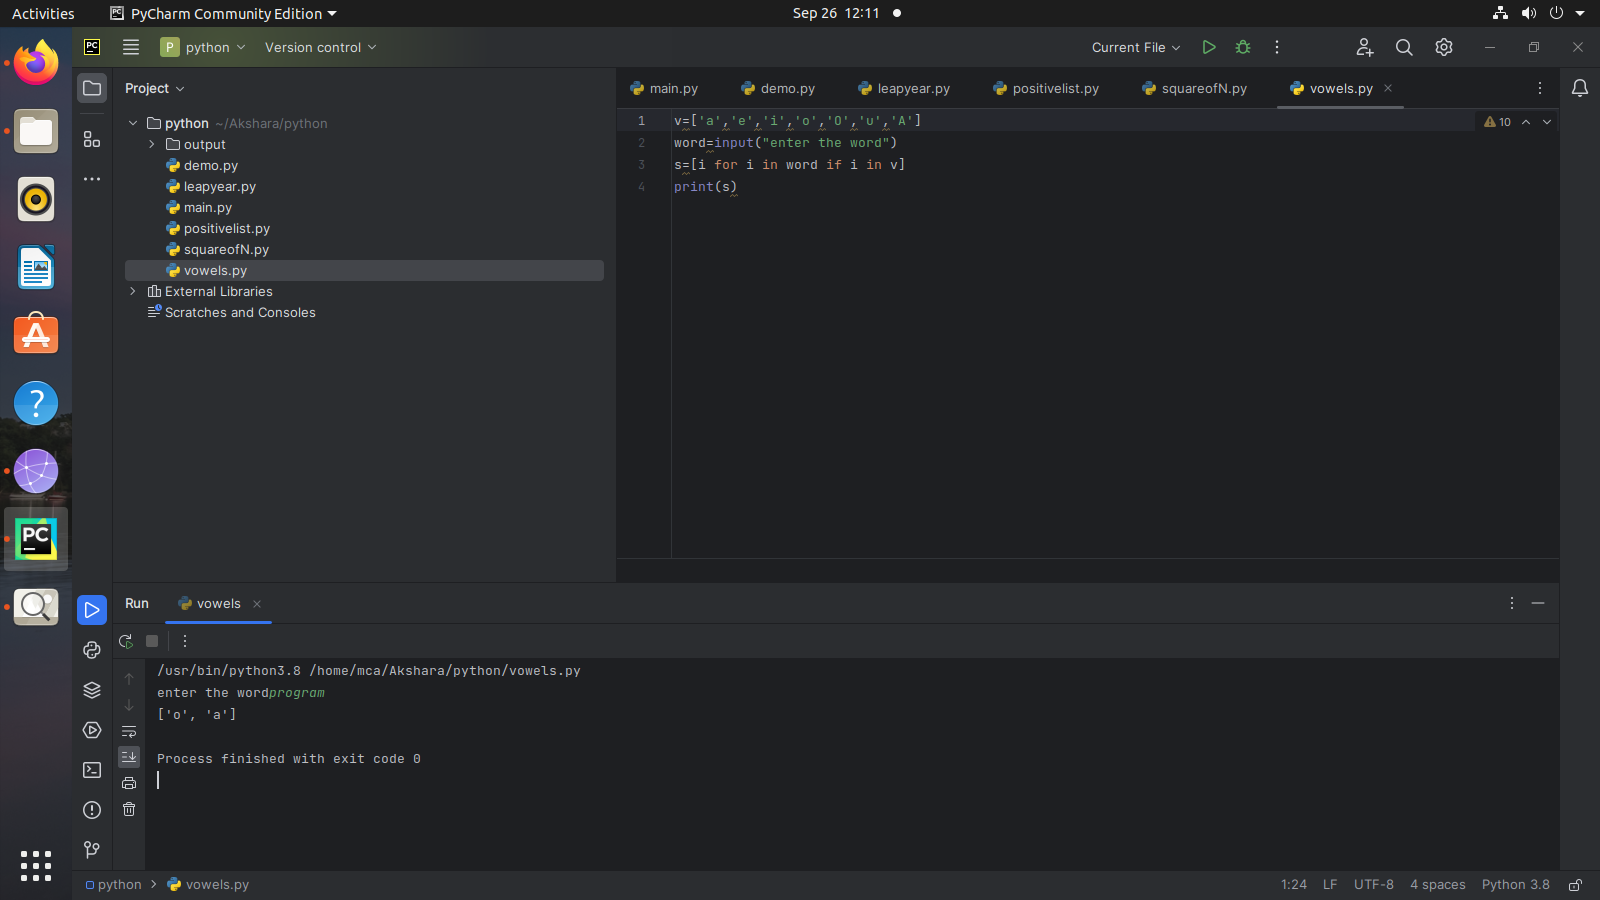 Activities
PyCharm Community Edition
Sep 26 12:11
PC
P python
Version control
Current File
Project
main.py
demo.py
leapyear.py
positivelist.py
squareofN.py
vowels.py
python ~/Akshara/python
output
demo.py
leapyear.py
main.py
positivelist.py
squareofN.py
vowels.py
External Libraries
Scratches and Consoles
1 v=['a','e','i','o','O','u','A']
2 word=input("enter the word")
3 s=[i for i in word if i in v]
4 print(s)
10
PC
Run
vowels
/usr/bin/python3.8 /home/mca/Akshara/python/vowels.py
enter the wordprogram
['o', 'a']
Process finished with exit code 0
python
vowels.py
1:24
LF
UTF-8
4 spaces
Python 3.8